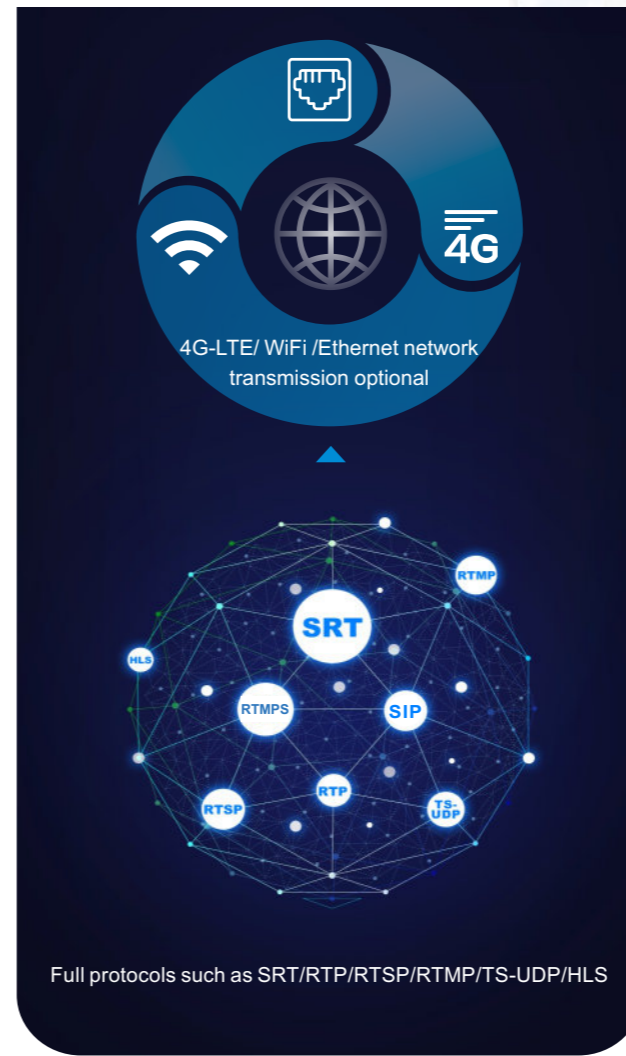 4G
4G-LTE/ WiFi /Ethernet network
transmission optional
RTMP
SRT
HLS
RTMPS
SIP
RTP
RTSP
TS-
UDP
Full protocols such as SRT/RTP/RTSP/RTMP/TS-UDP/HLS